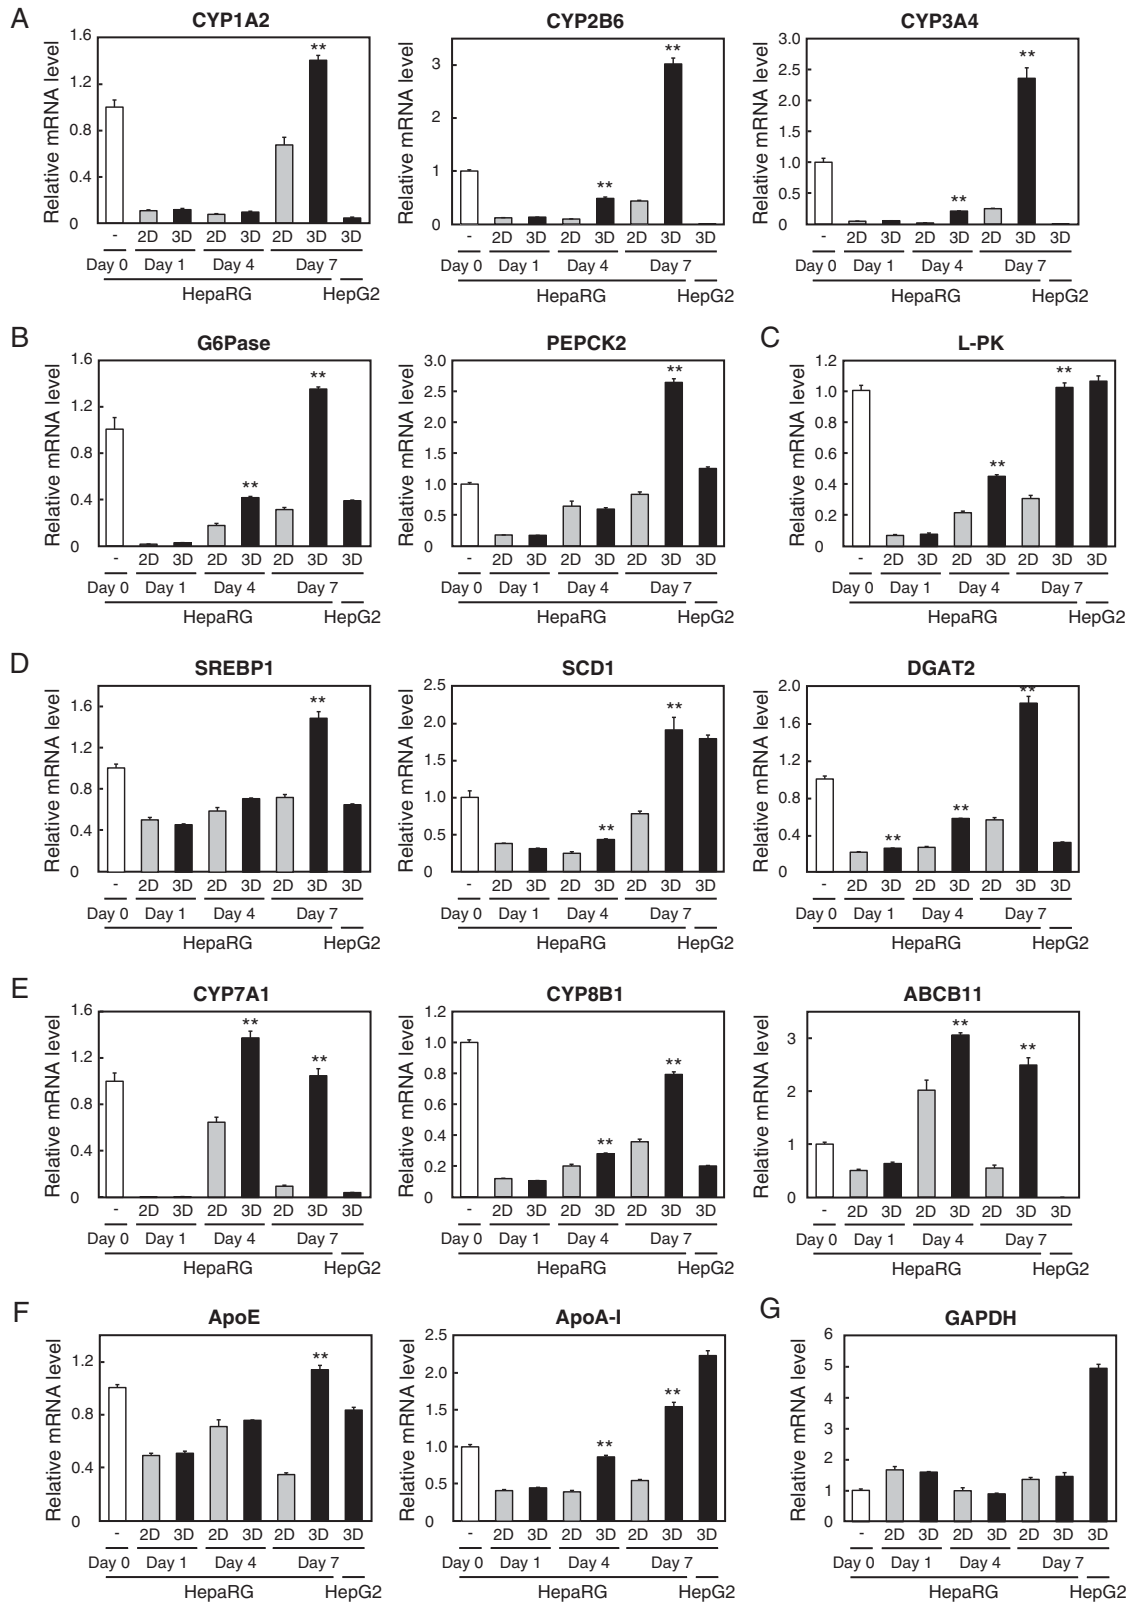 A
CYP1A2 CYP2B6 CYP3A4
Relative mRNA level 1.6 1.2 0.8 0.4 0 **
Relative mRNA level 3 2 1 0 ** **
Relative mRNA level 3.0 2.5 2.0 1.5 1.0 0.5 0 ** **
- 2D 3D 2D 3D 2D 3D 3D - 2D 3D 2D 3D 2D 3D 3D - 2D 3D 2D 3D 2D 3D 3D
Day 0 Day 1 Day 4 Day 7 Day 0 Day 1 Day 4 Day 7 Day 0 Day 1 Day 4 Day 7
HepaRG HepG2 HepaRG HepG2 HepaRG HepG2
B C
G6Pase PEPCK2 L-PK
Relative mRNA level 1.6 1.2 0.8 0.4 0 ** **
Relative mRNA level 3.0 2.5 2.0 1.5 1.0 0.5 0 **
Relative mRNA level 1.2 1.0 0.8 0.6 0.4 0.2 0 ** **
- 2D 3D 2D 3D 2D 3D 3D - 2D 3D 2D 3D 2D 3D 3D - 2D 3D 2D 3D 2D 3D 3D
Day 0 Day 1 Day 4 Day 7 Day 0 Day 1 Day 4 Day 7 Day 0 Day 1 Day 4 Day 7
HepaRG HepG2 HepaRG HepG2 HepaRG HepG2
D
SREBP1 SCD1 DGAT2
Relative mRNA level 1.6 1.2 0.8 0.4 0 **
Relative mRNA level 2.5 2.0 1.5 1.0 0.5 0 ** **
Relative mRNA level 2.0 1.6 1.2 0.8 0.4 0 ** ** **
- 2D 3D 2D 3D 2D 3D 3D - 2D 3D 2D 3D 2D 3D 3D - 2D 3D 2D 3D 2D 3D 3D
Day 0 Day 1 Day 4 Day 7 Day 0 Day 1 Day 4 Day 7 Day 0 Day 1 Day 4 Day 7
HepaRG HepG2 HepaRG HepG2 HepaRG HepG2
E
CYP7A1 CYP8B1 ABCB11
Relative mRNA level 1.6 1.2 0.8 0.4 0 ** **
Relative mRNA level 1.2 1.0 0.8 0.6 0.4 0.2 0 ** **
Relative mRNA level 3 2 1 0 ** **
- 2D 3D 2D 3D 2D 3D 3D - 2D 3D 2D 3D 2D 3D 3D - 2D 3D 2D 3D 2D 3D 3D
Day 0 Day 1 Day 4 Day 7 Day 0 Day 1 Day 4 Day 7 Day 0 Day 1 Day 4 Day 7
HepaRG HepG2 HepaRG HepG2 HepaRG HepG2
F G
ApoE ApoA-I GAPDH
Relative mRNA level 1.2 0.8 0.4 0 **
Relative mRNA level 2.5 2.0 1.5 1.0 0.5 0 ** **
Relative mRNA level 6 5 4 3 2 1 0
- 2D 3D 2D 3D 2D 3D 3D - 2D 3D 2D 3D 2D 3D 3D - 2D 3D 2D 3D 2D 3D 3D
Day 0 Day 1 Day 4 Day 7 Day 0 Day 1 Day 4 Day 7 Day 0 Day 1 Day 4 Day 7
HepaRG HepG2 HepaRG HepG2 HepaRG HepG2